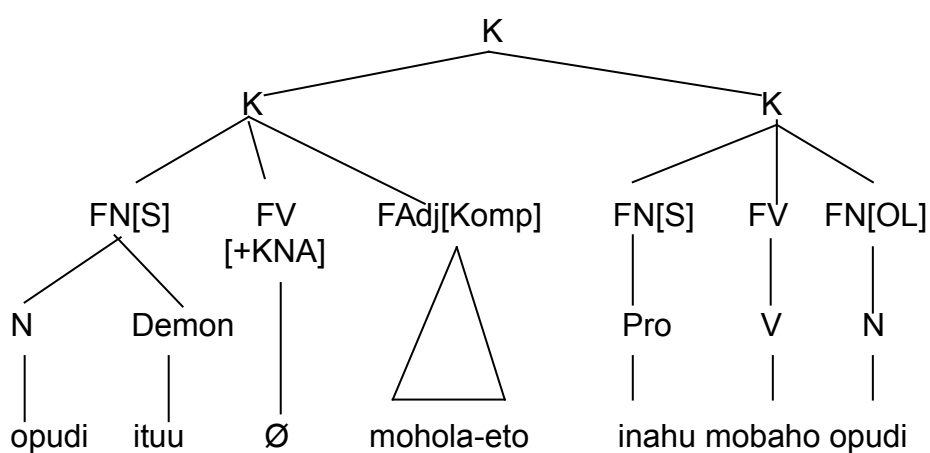 K
K K
FN[S] FV FAdj[Komp] FN[S] FV FN[OL]
[+KNA]
N Demon Pro V N
opudi ituu Ø mohola-eto inahu mobaho opudi